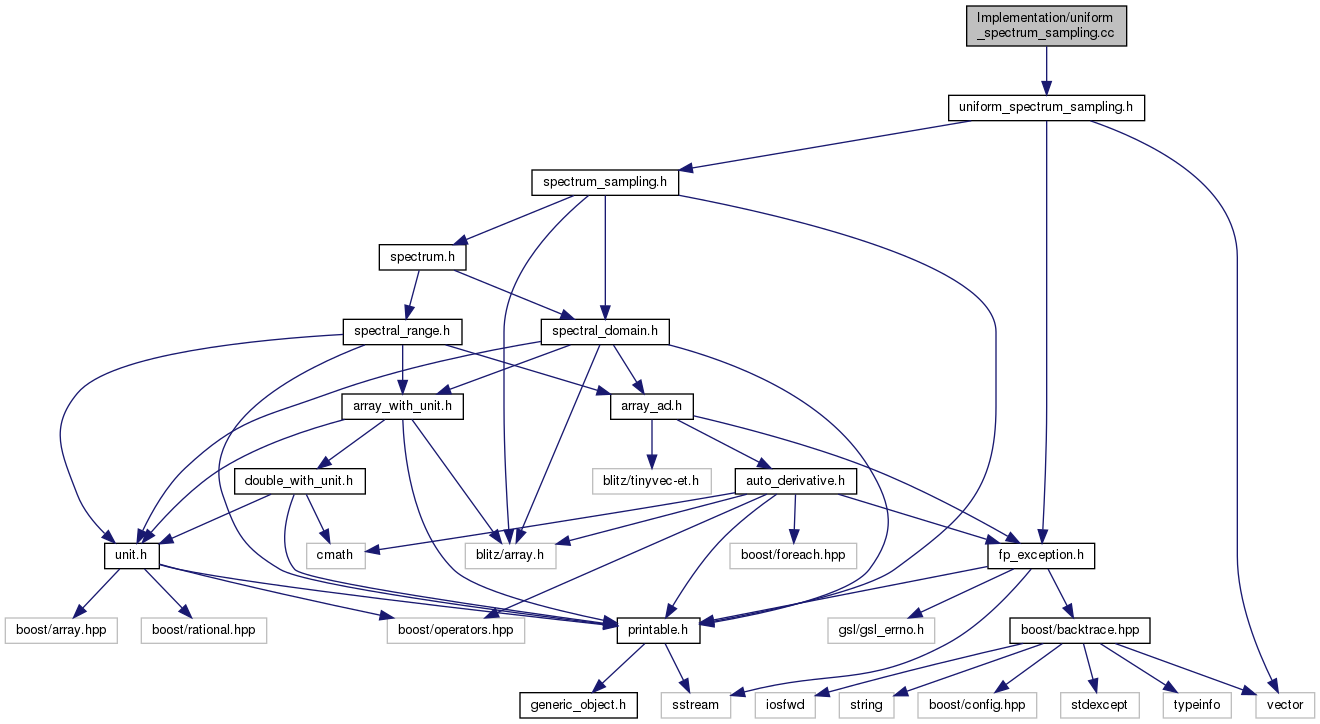 Implementation/uniform
_spectrum_sampling.cc
uniform_spectrum_sampling.h
spectrum_sampling.h
spectrum.h
spectral_range.h
spectral_domain.h
array_with_unit.h
array_ad.h
double_with_unit.h
blitz/tinyvec-et.h
auto_derivative.h
unit.h
cmath
blitz/array.h
boost/foreach.hpp
fp_exception.h
boost/array.hpp
boost/rational.hpp
boost/operators.hpp
printable.h
gsl/gsl_errno.h
boost/backtrace.hpp
generic_object.h
sstream
iosfwd
string
boost/config.hpp
stdexcept
typeinfo
vector